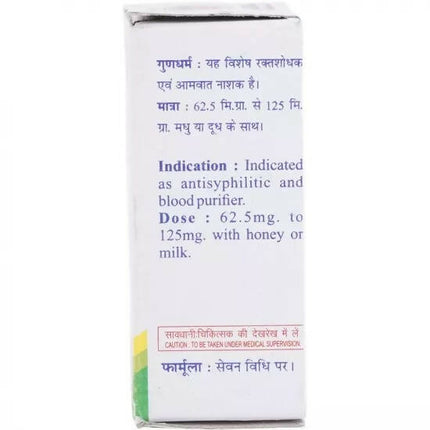 गुणधर्म : यह विशेष रक्तशोधक
एवं आमवात नाशक है।
मात्रा : 62.5 मि.ग्रा. से 125 मि.
ग्रा. मधु या दूध के साथ।
Indication : Indicated
as antisyphilitic and
blood purifier.
Dose : 62.5mg. to
125mg. with honey or
milk.
सावधानी:चिकित्सक की देखरेख में ले
CAUTION : TO BE TAKEN UNDER MEDICAL SUPERVISION.
फार्मूला : सेवन विधि पर।